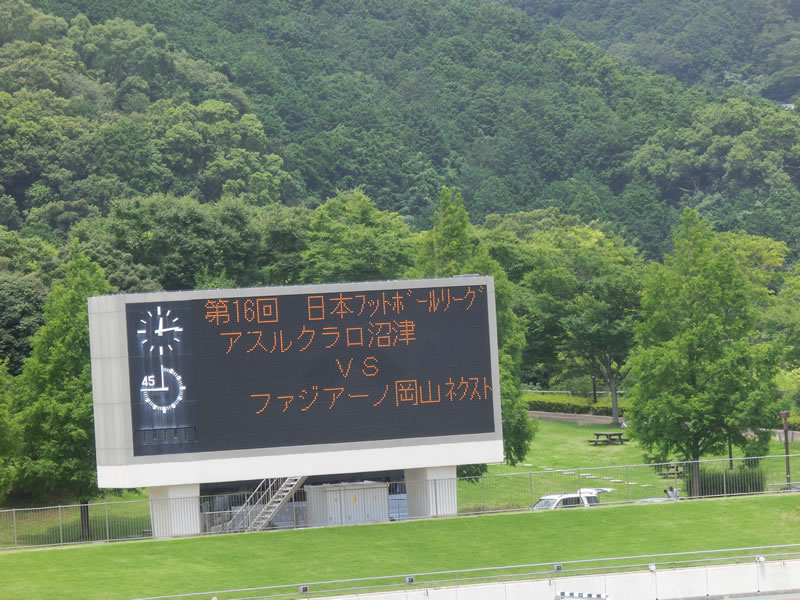 第16回 日本フットボールリーグ
アスルクラロ沼津
VS
ファジアーノ岡山ネクスト
45